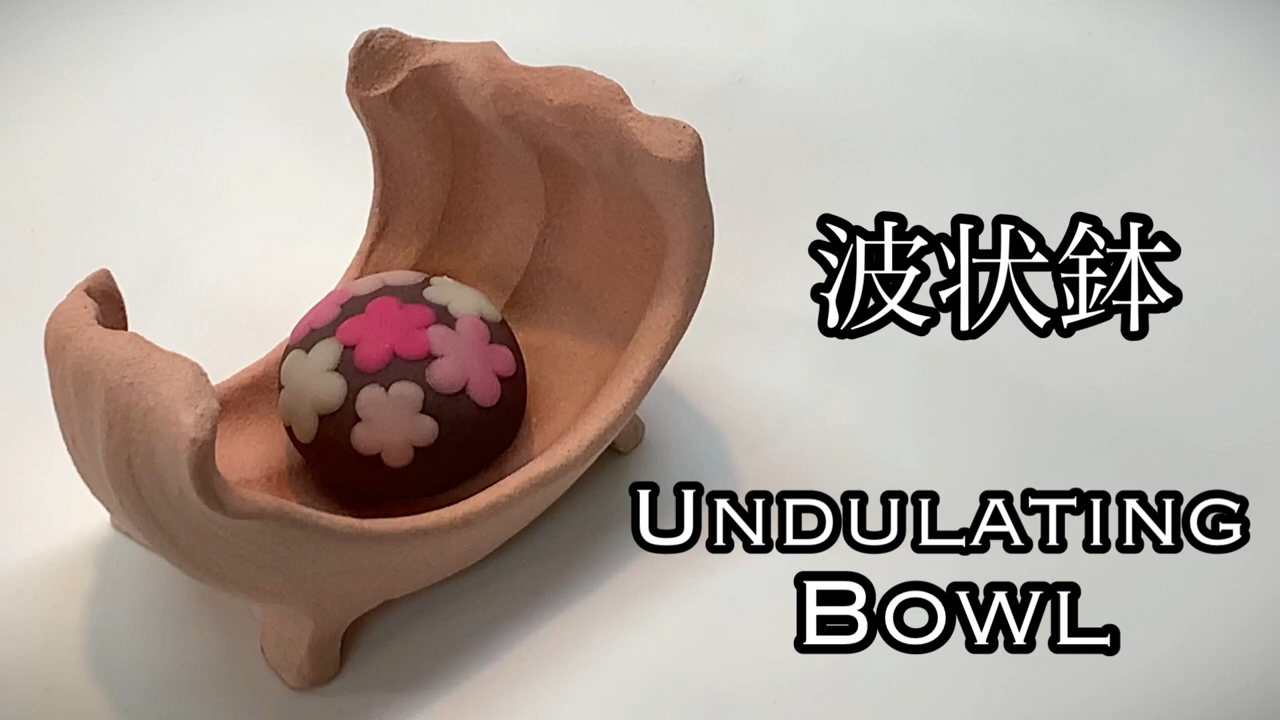 波状鉢
Undulating
Bowl